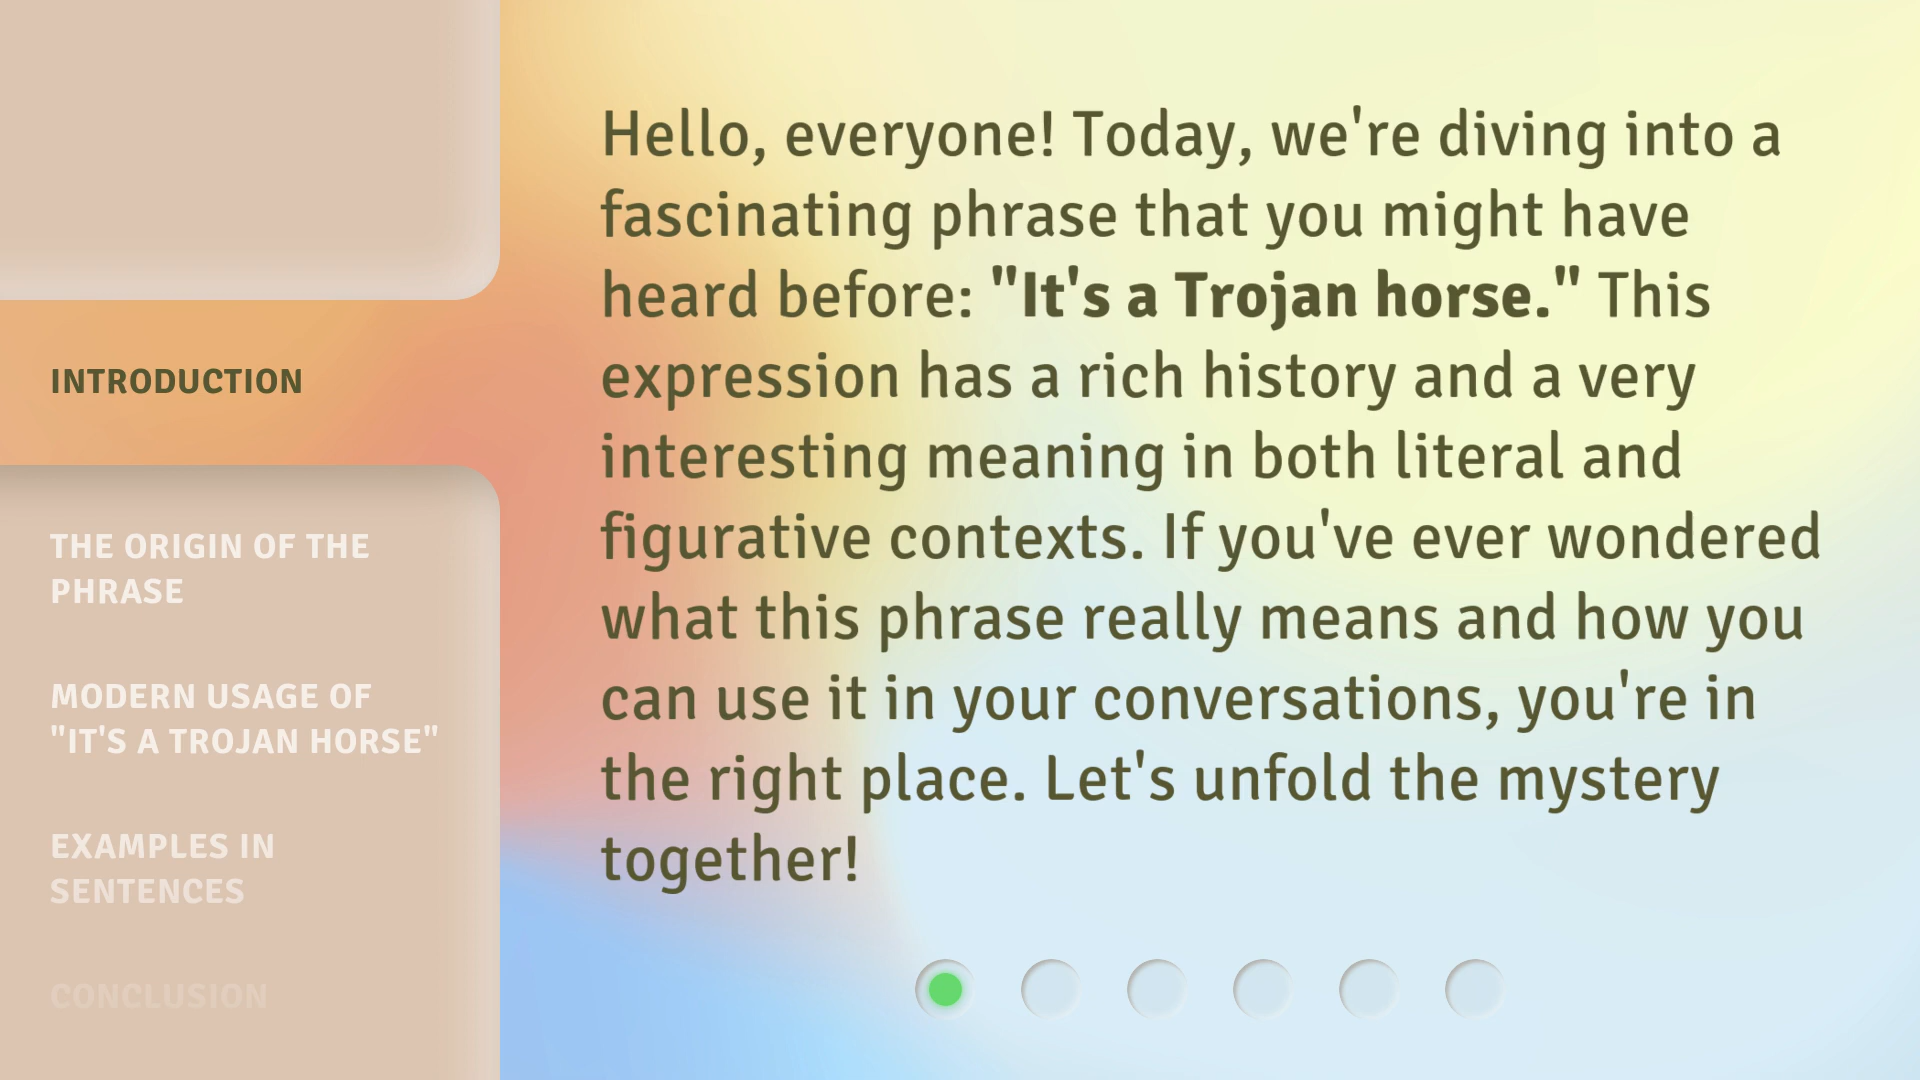 INTRODUCTION
THE ORIGIN OF THE
PHRASE
MODERN USAGE OF
"IT'S A TROJAN HORSE"
EXAMPLES IN
SENTENCES
CONCLUSION
Hello, everyone! Today, we're diving into a
fascinating phrase that you might have
heard before: "It's a Trojan horse." This
expression has a rich history and a very
interesting meaning in both literal and
figurative contexts. If you've ever wondered
what this phrase really means and how you
can use it in your conversations, you're in
the right place. Let's unfold the mystery
together!